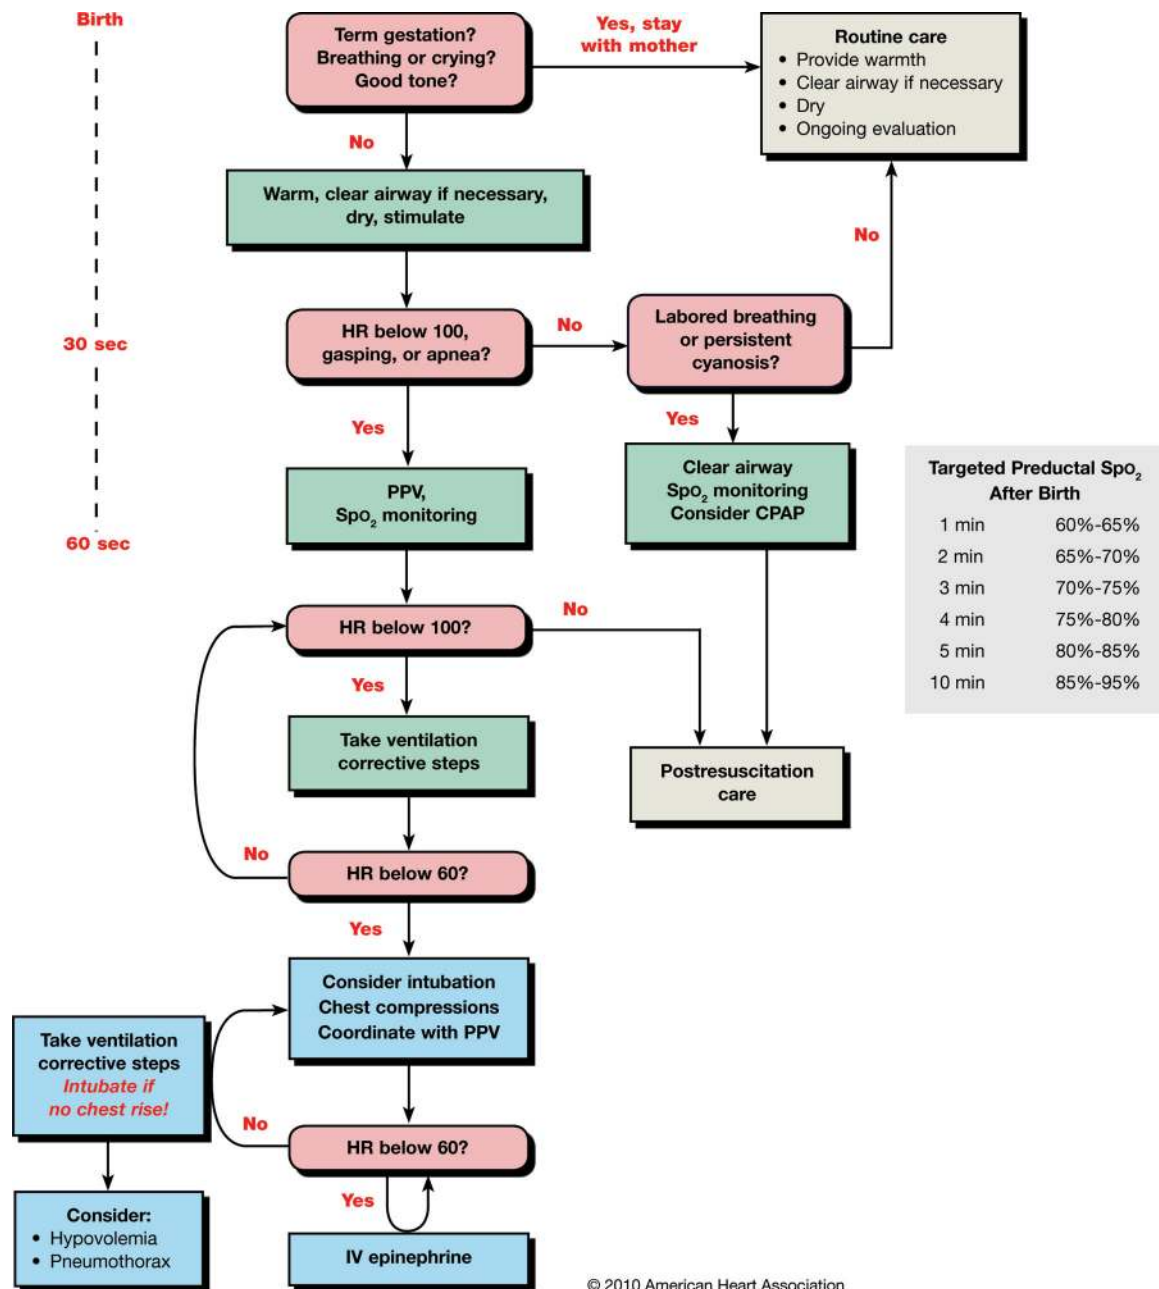 Birth
Term gestation?
Breathing or crying?
Good tone?
Yes, stay
with mother
Routine care
• Provide warmth
• Clear airway if necessary
• Dry
• Ongoing evaluation
No
Warm, clear airway if necessary,
dry, stimulate
No
30 sec
HR below 100,
gasping, or apnea?
No
Labored breathing
or persistent
cyanosis?
Yes
Yes
60 sec
PPV,
SpO₂ monitoring
Clear airway
SpO₂ monitoring
Consider CPAP
Targeted Preductal SpO₂
After Birth
1 min 60%-65%
2 min 65%-70%
3 min 70%-75%
4 min 75%-80%
5 min 80%-85%
10 min 85%-95%
HR below 100?
No
Yes
Take ventilation
corrective steps
Postresuscitation
care
No
HR below 60?
Yes
Consider intubation
Chest compressions
Coordinate with PPV
Take ventilation
corrective steps
Intubate if
no chest rise!
No
HR below 60?
Yes
Consider:
• Hypovolemia
• Pneumothorax
IV epinephrine
© 2010 American Heart Association